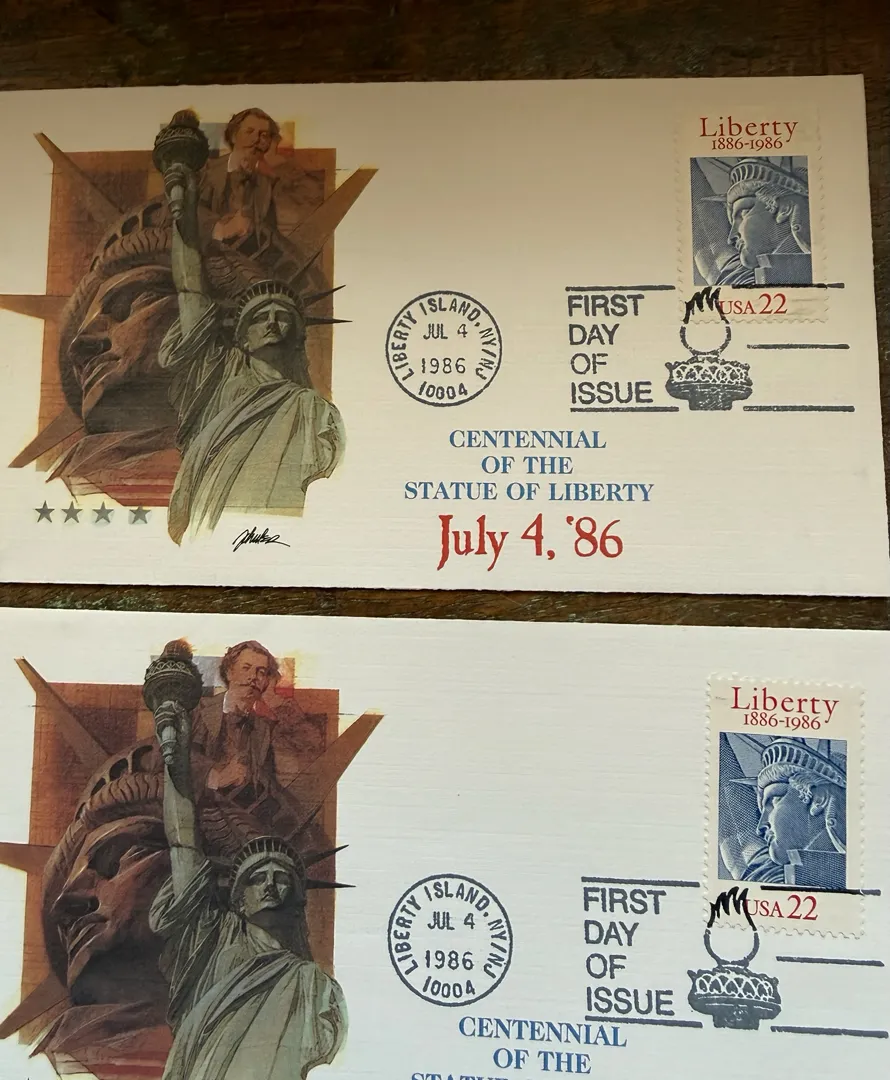 Liberty
1886-1986
USA 22
LIBERTY ISLAND, NY/NJ
JUL 4
1986
10004
FIRST
DAY
OF
ISSUE
CENTENNIAL
OF THE
STATUE OF LIBERTY
July 4, '86
Liberty
1886-1986
USA 22
LIBERTY ISLAND, NY/NJ
JUL 4
1986
10004
FIRST
DAY
OF
ISSUE
CENTENNIAL
OF THE